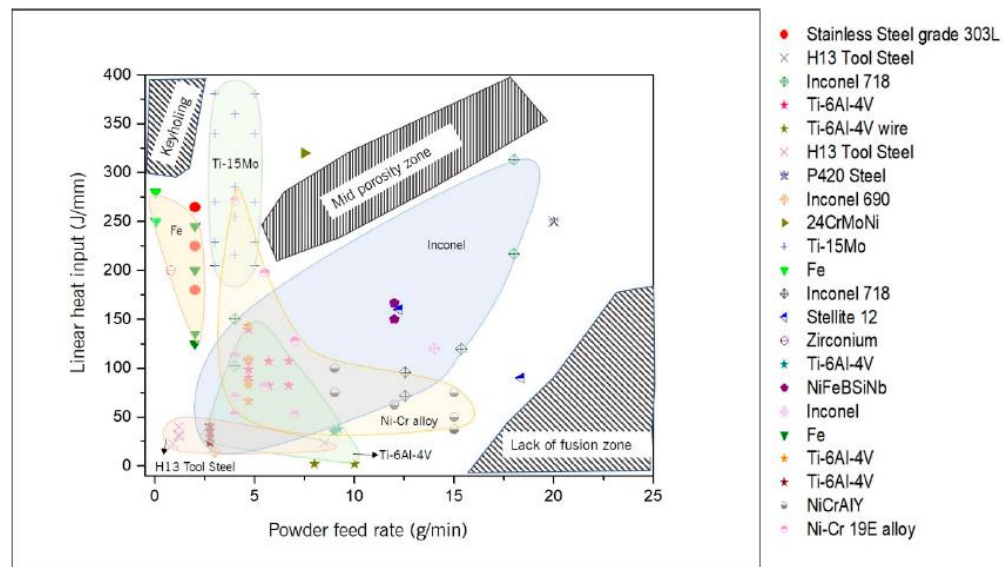 400
350
300
250
200
150
100
50
0
Linear heat input (J/mm)
Keyholing
Ti-15Mo
Mid porosity zone
Fe
Inconel
Ni-Cr alloy
Lack of fusion zone
H13 Tool Steel
Ti-6Al-4V
0 5 10 15 20 25
Powder feed rate (g/min)
Stainless Steel grade 303L
H13 Tool Steel
Inconel 718
Ti-6Al-4V
Ti-6Al-4V wire
H13 Tool Steel
P420 Steel
Inconel 690
24CrMoNi
Ti-15Mo
Fe
Inconel 718
Stellite 12
Zirconium
Ti-6Al-4V
NiFeBSiNb
Inconel
Fe
Ti-6Al-4V
Ti-6Al-4V
NiCrAlY
Ni-Cr 19E alloy